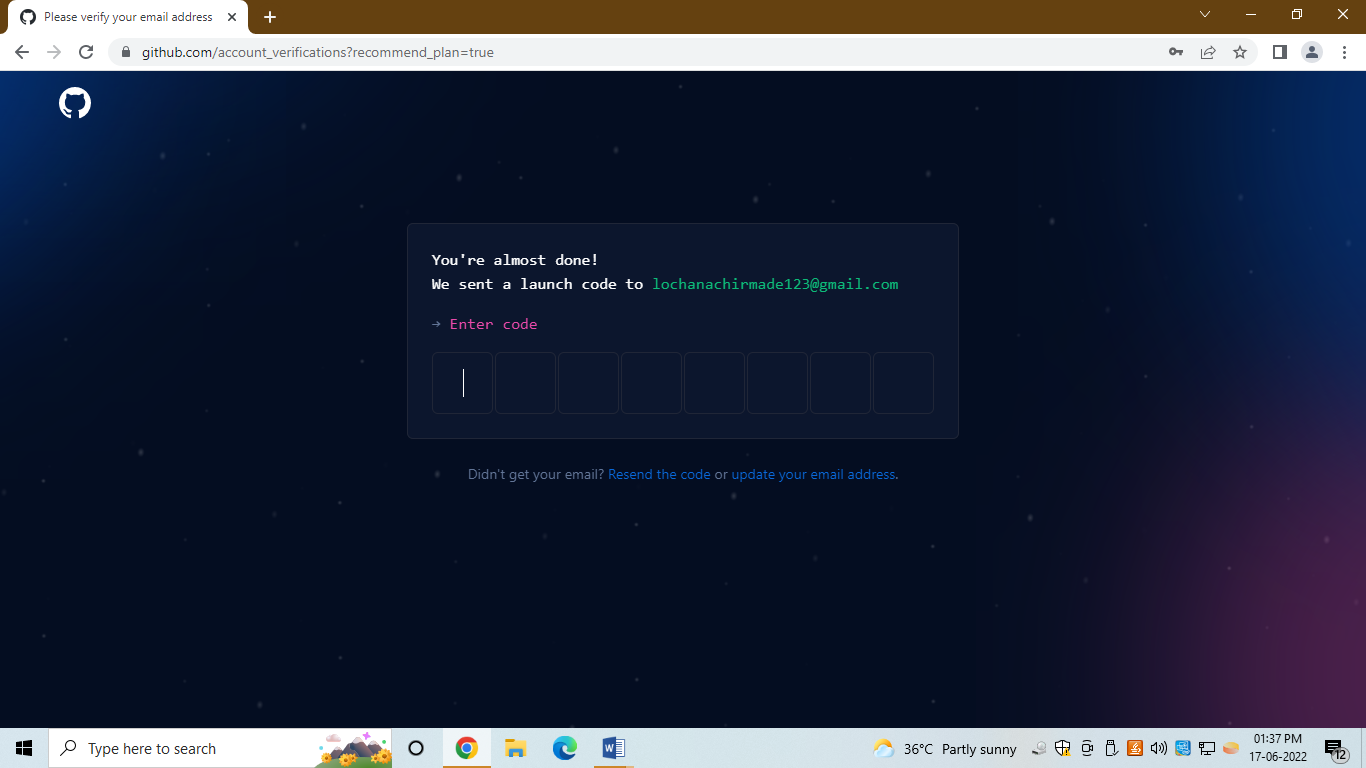 Please verify your email address
github.com/account_verifications?recommend_plan=true
You're almost done!
We sent a launch code to lochanachirmade123@gmail.com
→ Enter code
Didn't get your email? Resend the code or update your email address.
Type here to search
36°C Partly sunny
01:37 PM
17-06-2022
12